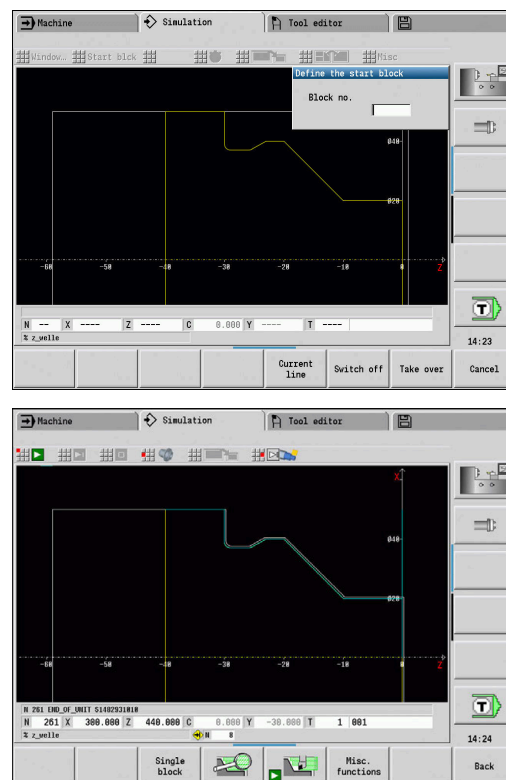 Machine Simulation Tool editor
Window... Start blck Misc
Define the start block
Block no.
Ø40
Ø20
-60 -50 -40 -30 -20 -10 0 Z
N -- X ---- Z ---- C 0.000 Y ---- T ----
% z_welle
14:23
Current line Switch off Take over Cancel
Machine Simulation Tool editor
X
Ø40
Ø20
-60 -50 -40 -30 -20 -10 0 Z
N 261 END_OF_UNIT
N 261 X 300.000 Z 440.000 C 0.000 Y -30.000 T 1 001
% z_welle N 8
14:24
Single block Misc. functions Back